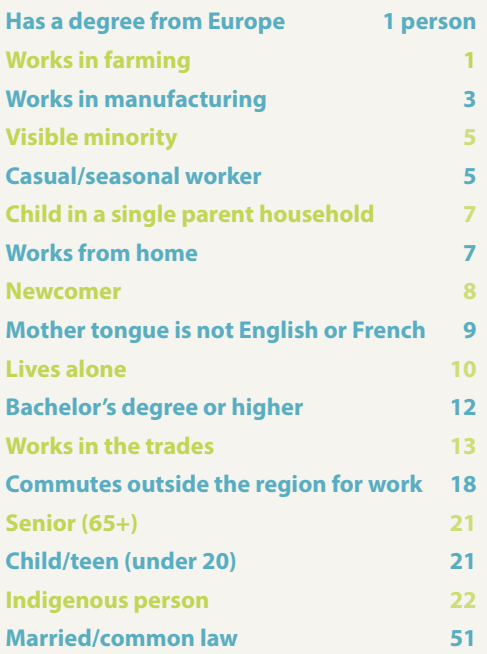 Has a degree from Europe 1 person
Works in farming 1
Works in manufacturing 3
Visible minority 5
Casual/seasonal worker 5
Child in a single parent household 7
Works from home 7
Newcomer 8
Mother tongue is not English or French 9
Lives alone 10
Bachelor’s degree or higher 12
Works in the trades 13
Commutes outside the region for work 18
Senior (65+) 21
Child/teen (under 20) 21
Indigenous person 22
Married/common law 51